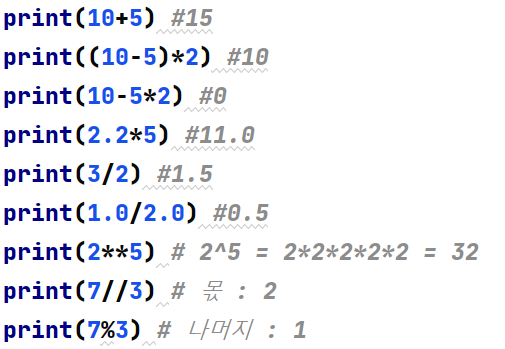 print(10+5) #15
print((10-5)*2) #10
print(10-5*2) #0
print(2.2*5) #11.0
print(3/2) #1.5
print(1.0/2.0) #0.5
print(2**5) # 2^5 = 2*2*2*2*2 = 32
print(7//3) # 몫 : 2
print(7%3) # 나머지 : 1